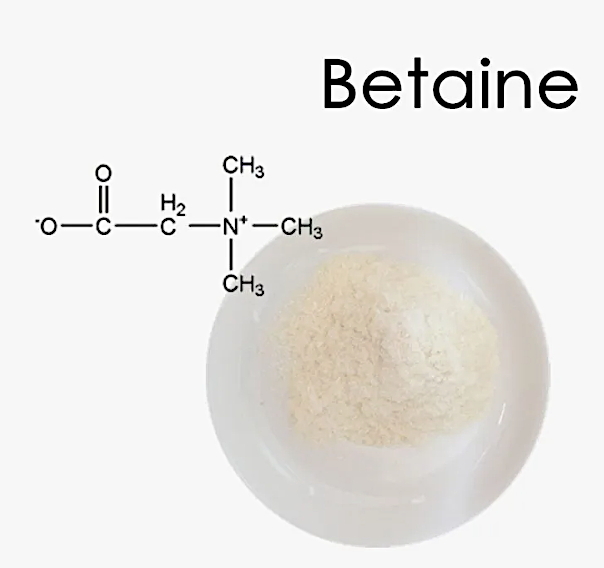 Betaine
CH₃
O
H₂
⁻O—C—C—N⁺—CH₃
CH₃